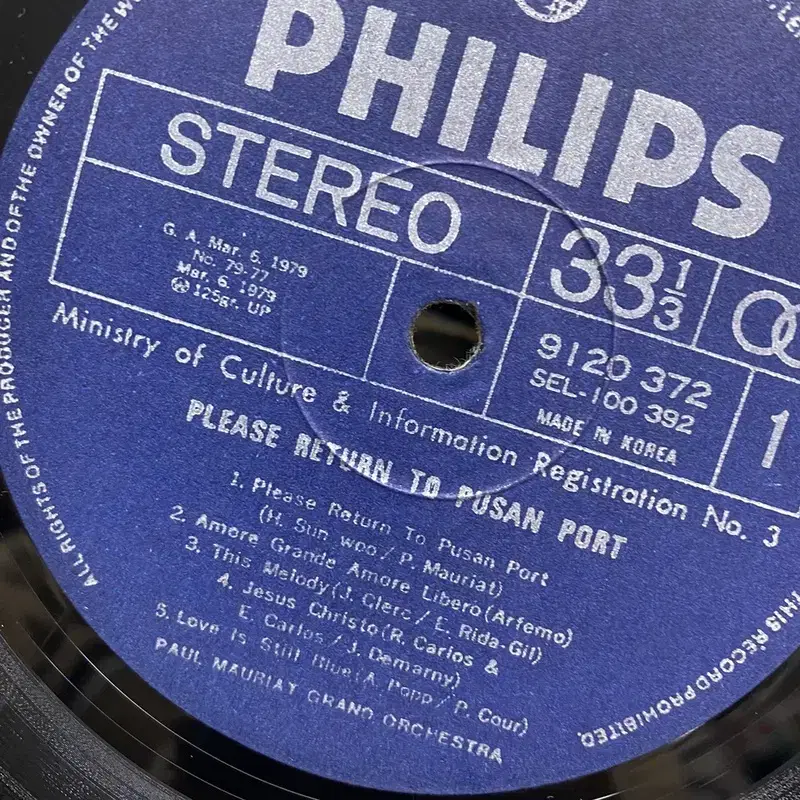 PHILIPS
STEREO
33 1/3
G. A. Mar. 6. 1979
No. 79-77
Mar. 6. 1979
125gr. UP
9120 372
SEL-100 392
MADE IN KOREA
1
Ministry of Culture & Information Registration No. 3
PLEASE RETURN TO PUSAN PORT
1. Please Return To Pusan Port
(H. Sun woo / P. Mauriat)
2. Amore Grande Amore Libero (Artemo)
3. This Melody (J. Clerc / E. Rida-Gil)
4. Jesus Christo (R. Carlos &
E. Carlos / J. Demarny)
5. Love Is Still Blue (A. Popp / P. Cour)
PAUL MAURIAT GRAND ORCHESTRA
ALL RIGHTS OF THE PRODUCER AND OF THE OWNER OF THE
THIS RECORD PROHIBITED.